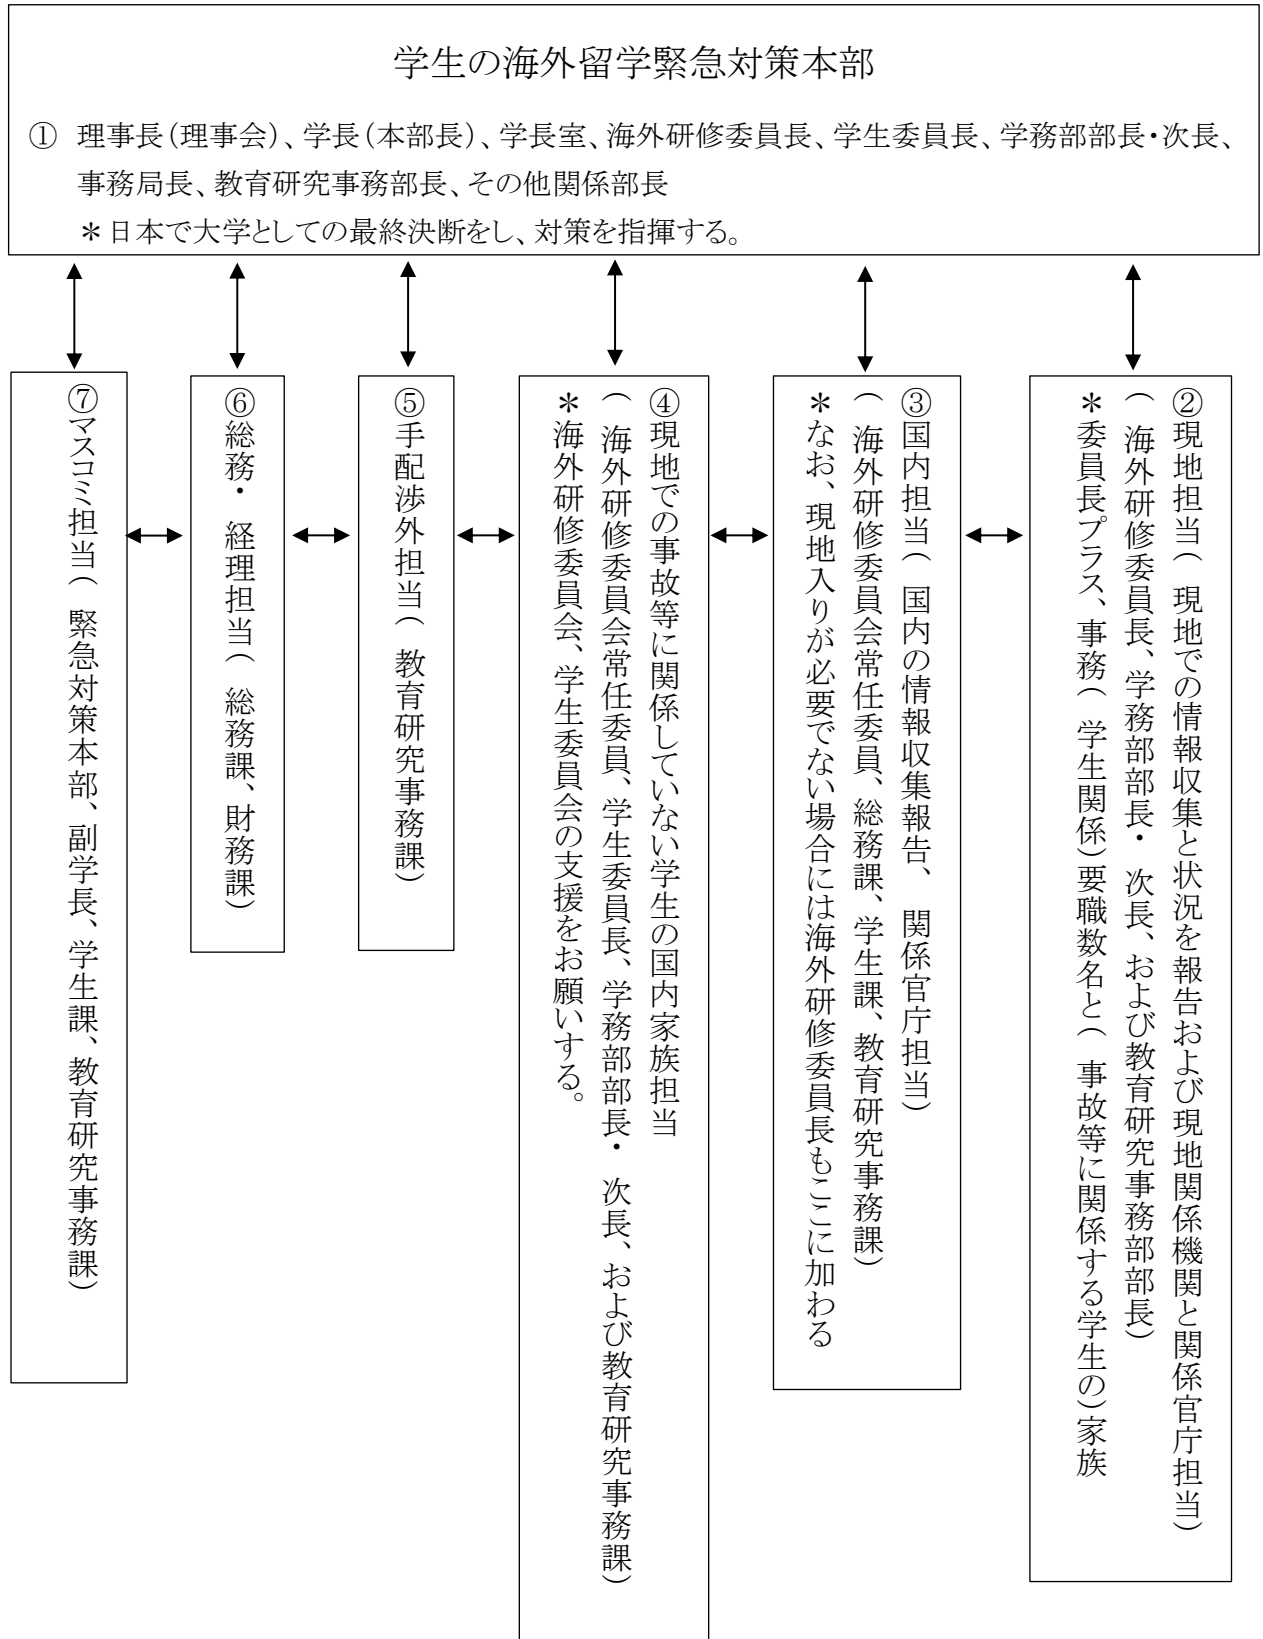 学生の海外留学緊急対策本部
① 理事長(理事会)、学長(本部長)、学長室、海外研修委員長、学生委員長、学務部部長・次長、
事務局長、教育研究事務部長、その他関係部長
＊日本で大学としての最終決断をし、対策を指揮する。
②現地担当（現地での情報収集と状況を報告および現地関係機関と関係官庁担当）
（海外研修委員長、学務部部長・次長、および教育研究事務部部長）
＊委員長プラス、事務（学生関係）要職数名と（事故等に関係する学生の）家族
③国内担当（国内の情報収集報告、関係官庁担当）
（海外研修委員会常任委員、総務課、学生課、教育研究事務課）
＊なお、現地入りが必要でない場合には海外研修委員長もここに加わる
④現地での事故等に関係していない学生の国内家族担当
（海外研修委員会常任委員、学生委員長、学務部部長・次長、および教育研究事務課）
＊海外研修委員会、学生委員会の支援をお願いする。
⑤手配渉外担当（教育研究事務課）
⑥総務・経理担当（総務課、財務課）
⑦マスコミ担当（緊急対策本部、副学長、学生課、教育研究事務課）